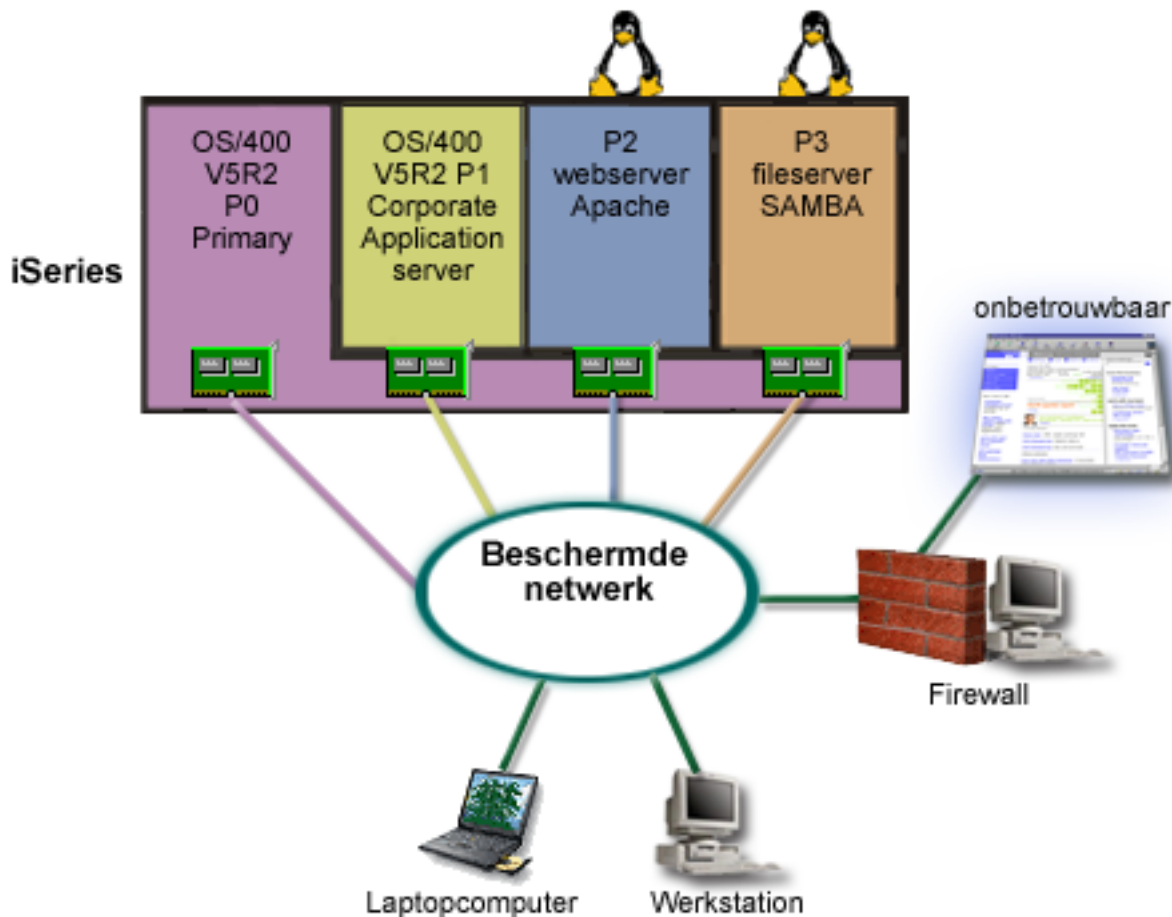 OS/400
V5R2
P0
Primary
OS/400
V5R2 P1
Corporate
Application
server
P2
webserver
Apache
P3
fileserver
SAMBA
iSeries
onbetrouwbaar
Beschermde
netwerk
Firewall
Laptopcomputer
Werkstation